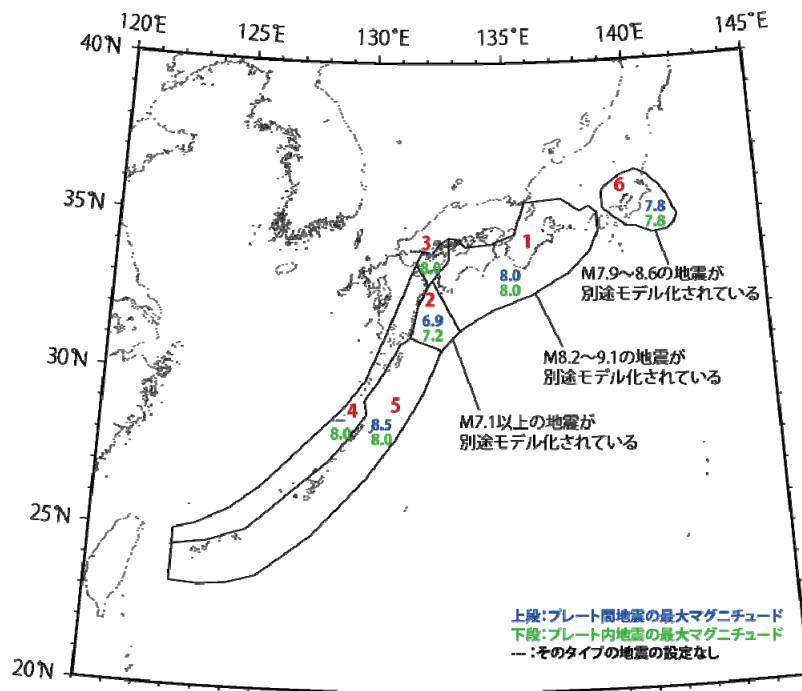 120°E
125°E
130°E
135°E
140°E
145°E
40°N
35°N
30°N
25°N
20°N
6
7.8
7.8
M7.9～8.6の地震が
別途モデル化されている
1
8.0
8.0
M8.2～9.1の地震が
別途モデル化されている
3
---
8.0
2
6.9
7.2
M7.1以上の地震が
別途モデル化されている
4
---
8.0
5
8.5
8.0
上段：プレート間地震の最大マグニチュード
下段：プレート内地震の最大マグニチュード
---：そのタイプの地震の設定なし